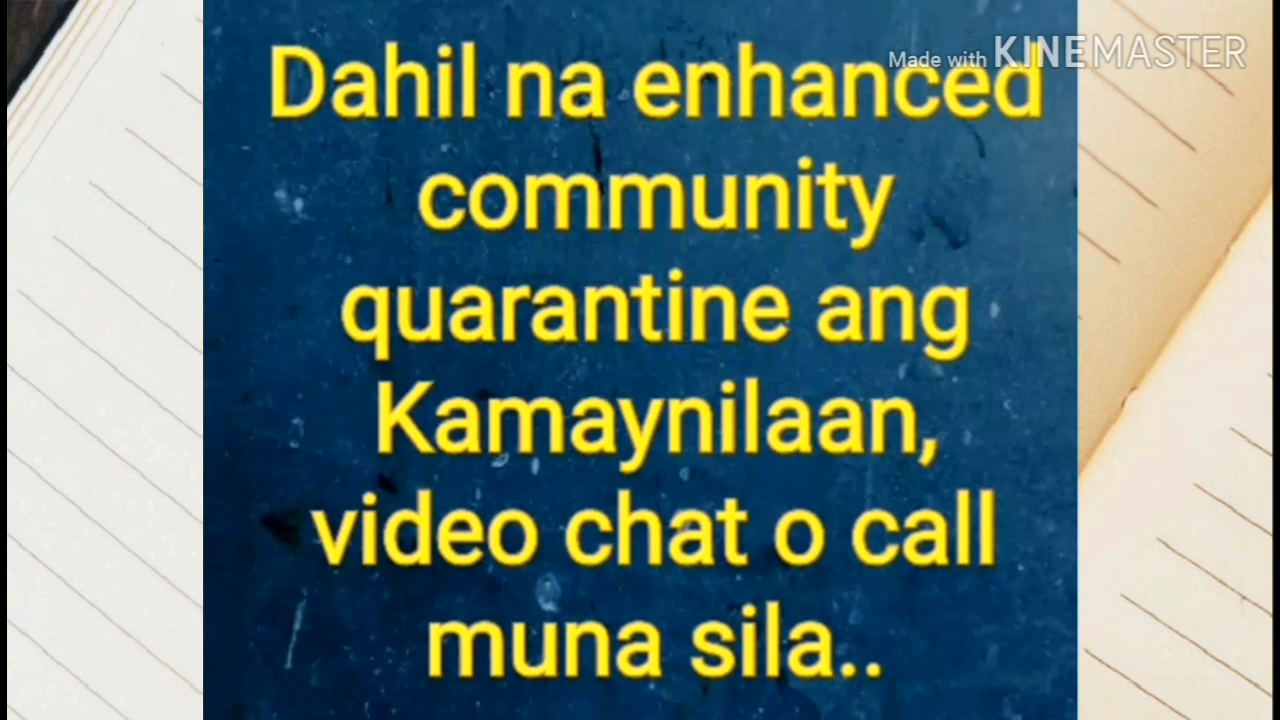 Made with KINEMASTER
Dahil na enhanced
community
quarantine ang
Kamaynilaan,
video chat o call
muna sila..